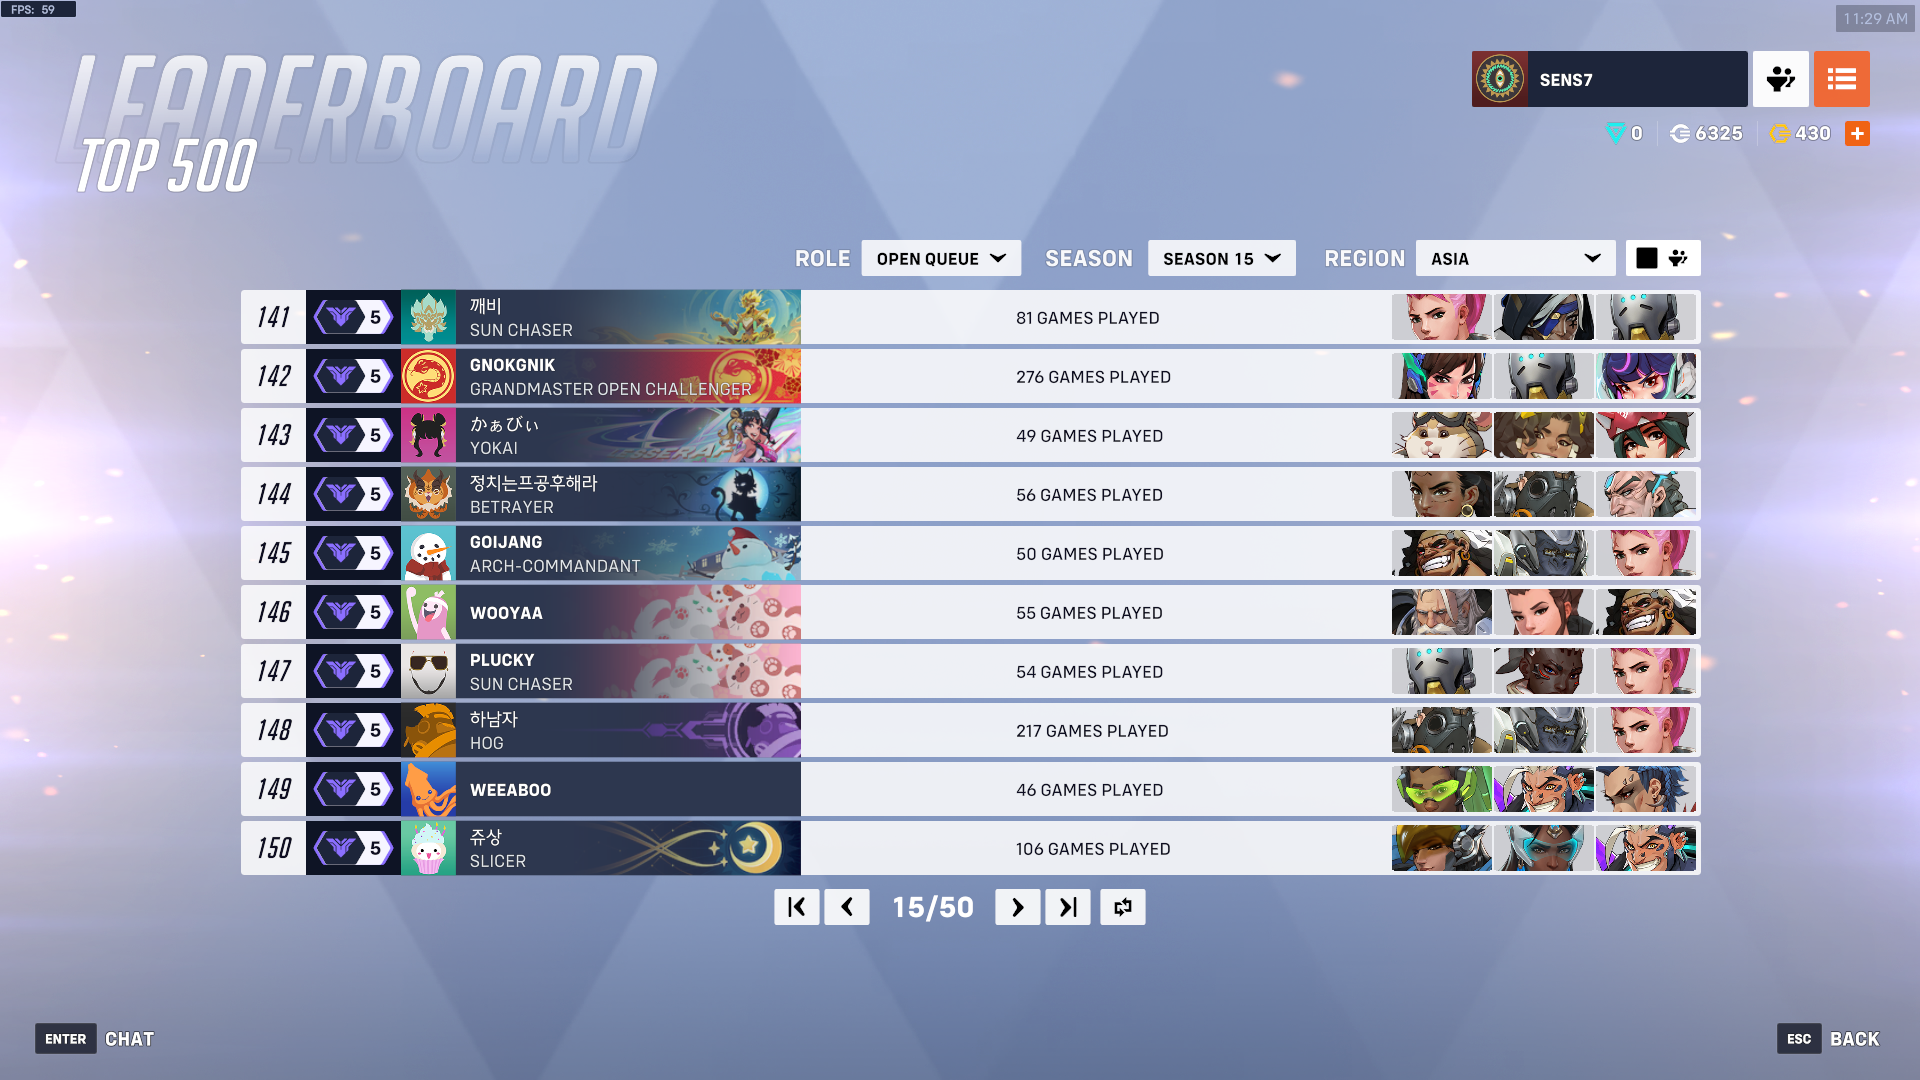 FPS: 59
11:29 AM
LEADERBOARD
TOP 500
SENS7
0 6325 430
ROLE OPEN QUEUE SEASON SEASON 15 REGION ASIA
141 5 깨비 81 GAMES PLAYED
SUN CHASER
142 5 GNOKGNIK 276 GAMES PLAYED
GRANDMASTER OPEN CHALLENGER
143 5 かぁびぃ 49 GAMES PLAYED
YOKAI
144 5 정치는프공후해라 56 GAMES PLAYED
BETRAYER
145 5 GOIJANG 50 GAMES PLAYED
ARCH-COMMANDANT
146 5 WOOYAA 55 GAMES PLAYED
147 5 PLUCKY 54 GAMES PLAYED
SUN CHASER
148 5 하남자 217 GAMES PLAYED
HOG
149 5 WEEABOO 46 GAMES PLAYED
150 5 쥬상 106 GAMES PLAYED
SLICER
15/50
ENTER CHAT
ESC BACK